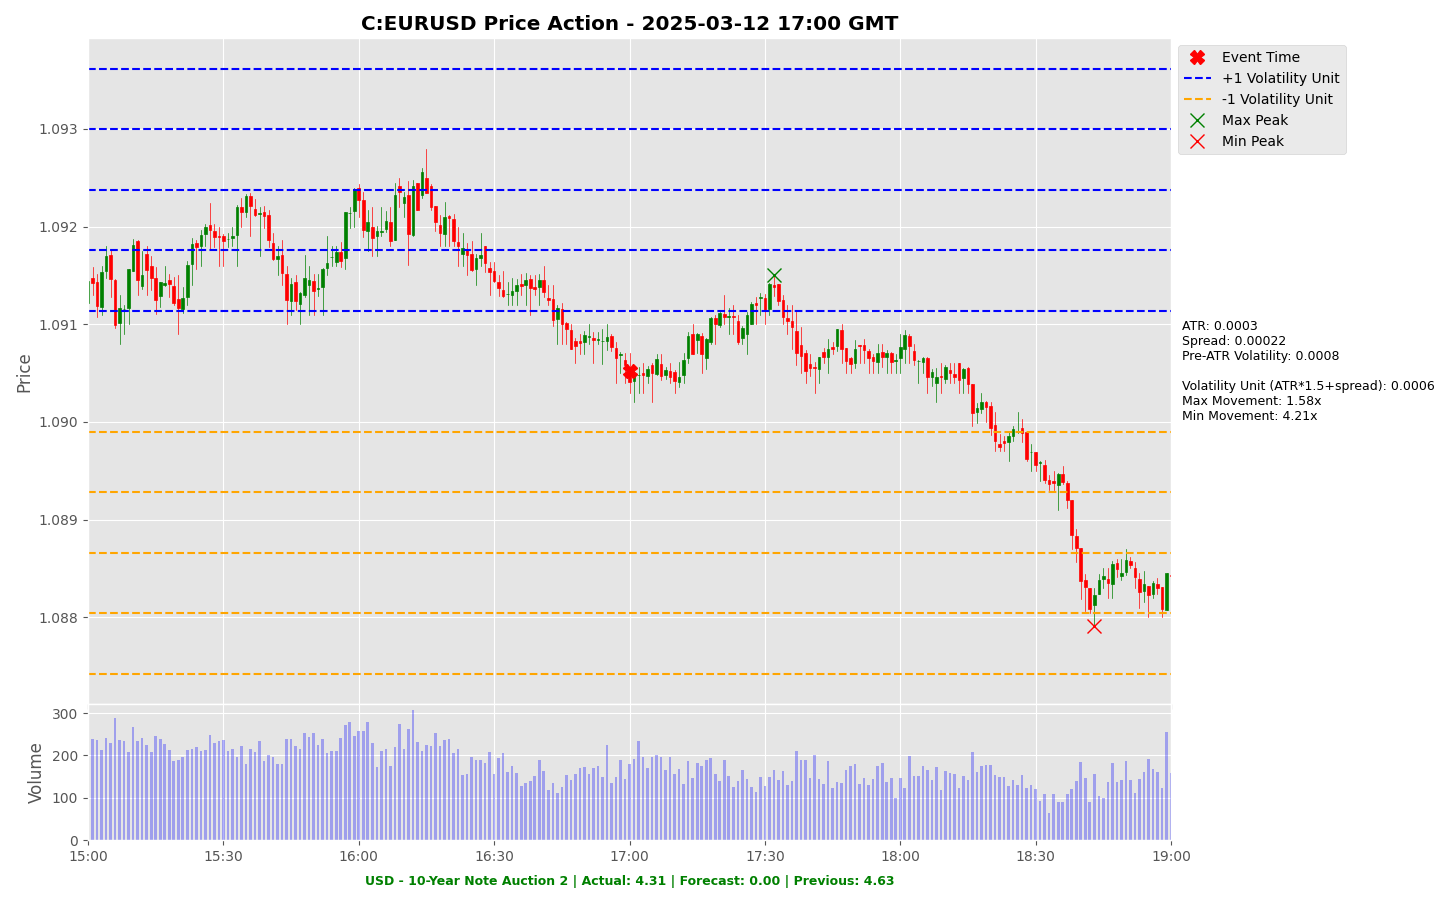 C:EURUSD Price Action - 2025-03-12 17:00 GMT
Event Time
+1 Volatility Unit
-1 Volatility Unit
Max Peak
Min Peak
Price
1.093
1.092
1.091
1.090
1.089
1.088
ATR: 0.0003
Spread: 0.00022
Pre-ATR Volatility: 0.0008
Volatility Unit (ATR*1.5+spread): 0.0006
Max Movement: 1.58x
Min Movement: 4.21x
Volume
300
200
100
0
15:00 15:30 16:00 16:30 17:00 17:30 18:00 18:30 19:00
USD - 10-Year Note Auction 2 | Actual: 4.31 | Forecast: 0.00 | Previous: 4.63